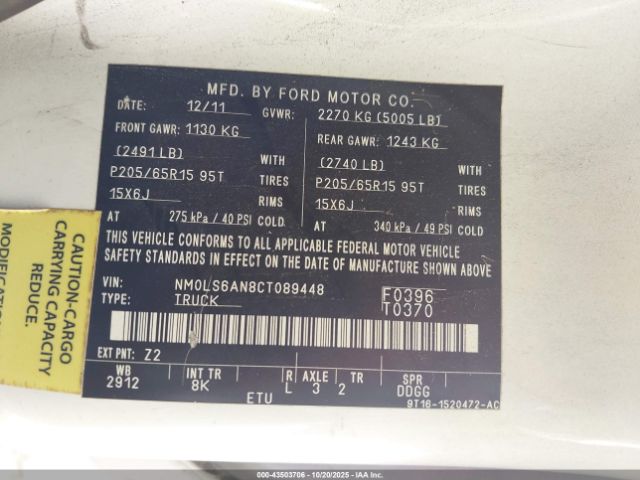 MFD. BY FORD MOTOR CO.
DATE: 12/11 GVWR: 2270 KG (5005 LB)
FRONT GAWR: 1130 KG REAR GAWR: 1243 KG
(2491 LB) WITH (2740 LB) WITH
P205/65R15 95T TIRES P205/65R15 95T TIRES
15X6J RIMS 15X6J RIMS
AT 275 kPa / 40 PSI COLD AT 340 kPa / 49 PSI COLD
THIS VEHICLE CONFORMS TO ALL APPLICABLE FEDERAL MOTOR VEHICLE
SAFETY STANDARDS IN EFFECT ON THE DATE OF MANUFACTURE SHOWN ABOVE
VIN: NM0LS6AN8CT089448 F0396
TYPE: TRUCK T0370
EXT PNT: Z2
WB INT TR R AXLE TR SPR
2912 8K L 3 2 DDGG
ETU
9T16-1520472-AC
CAUTION-CARGO
CARRYING CAPACITY
REDUCE.
MODIFICATION
000-43503706 10/20/2025 IAAI.com